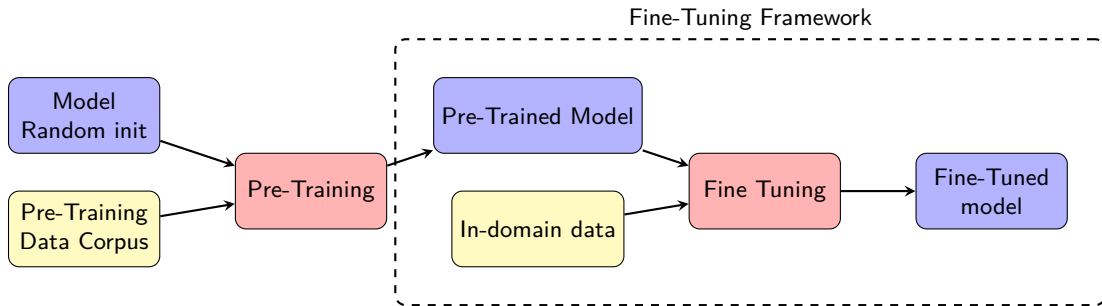 Fine-Tuning Framework
Model
Random init
Pre-Training
Data Corpus
Pre-Training
Pre-Trained Model
In-domain data
Fine Tuning
Fine-Tuned
model